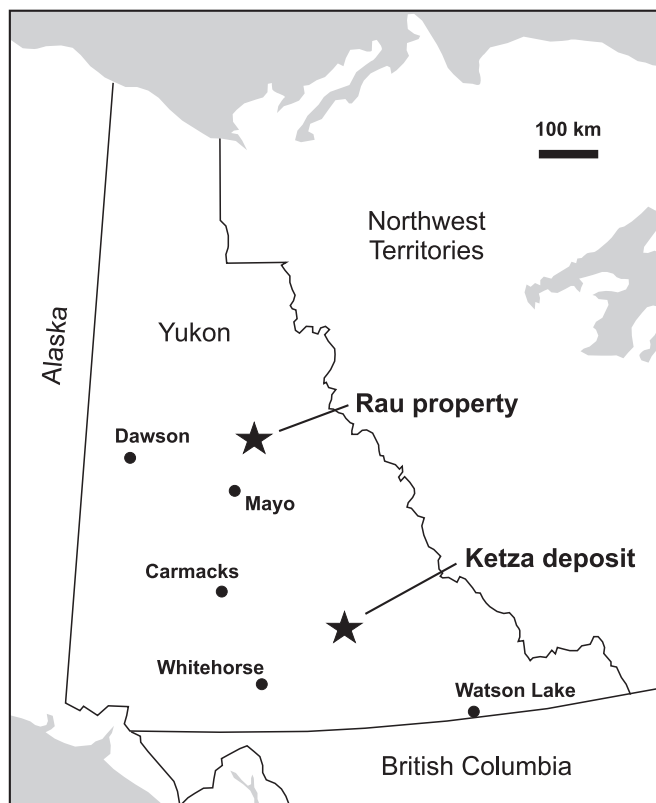 100 km
Northwest
Territories
Alaska
Yukon
Rau property
Dawson
Mayo
Ketza deposit
Carmacks
Whitehorse
Watson Lake
British Columbia